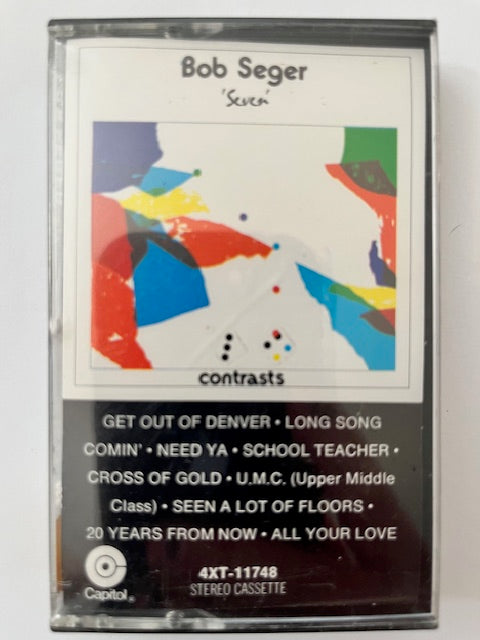 Bob Seger
'Seven'
contrasts
GET OUT OF DENVER • LONG SONG
COMIN' • NEED YA • SCHOOL TEACHER •
CROSS OF GOLD • U.M.C. (Upper Middle
Class) • SEEN A LOT OF FLOORS •
20 YEARS FROM NOW • ALL YOUR LOVE
Capitol®
4XT-11748
STEREO CASSETTE